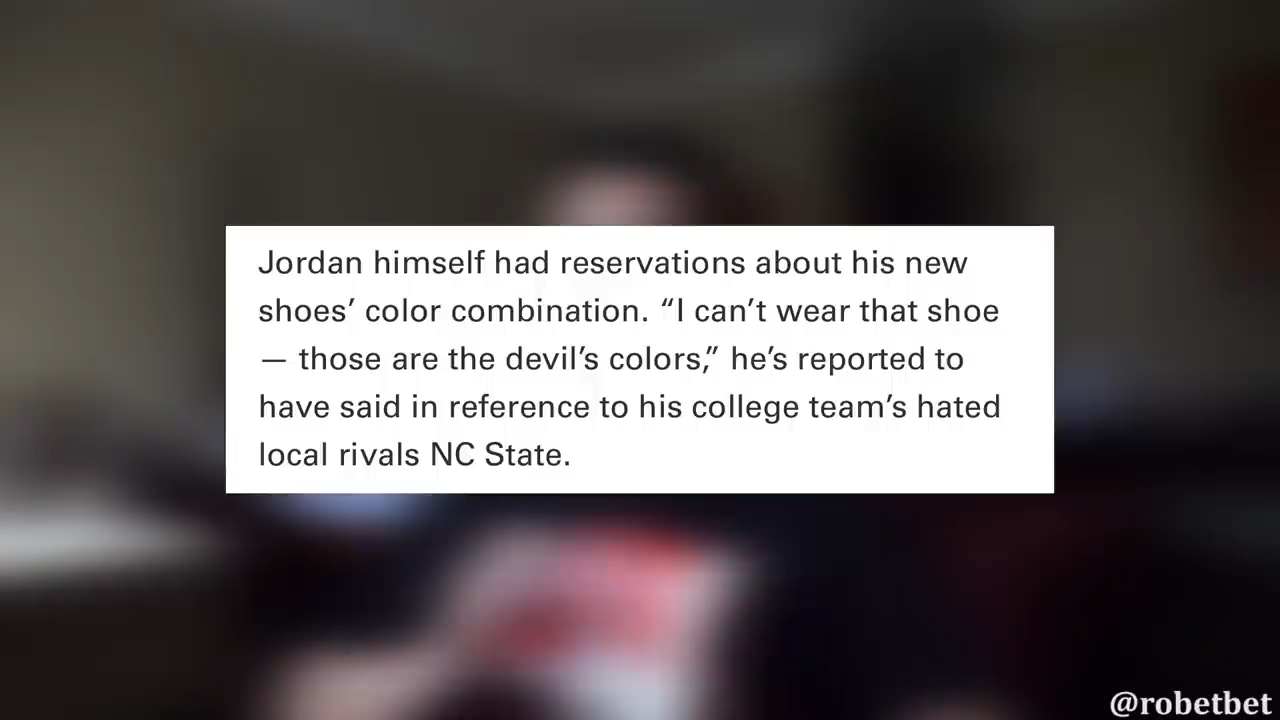 Jordan himself had reservations about his new
shoes’ color combination. “I can’t wear that shoe
— those are the devil’s colors,” he’s reported to
have said in reference to his college team’s hated
local rivals NC State.
@robetbet